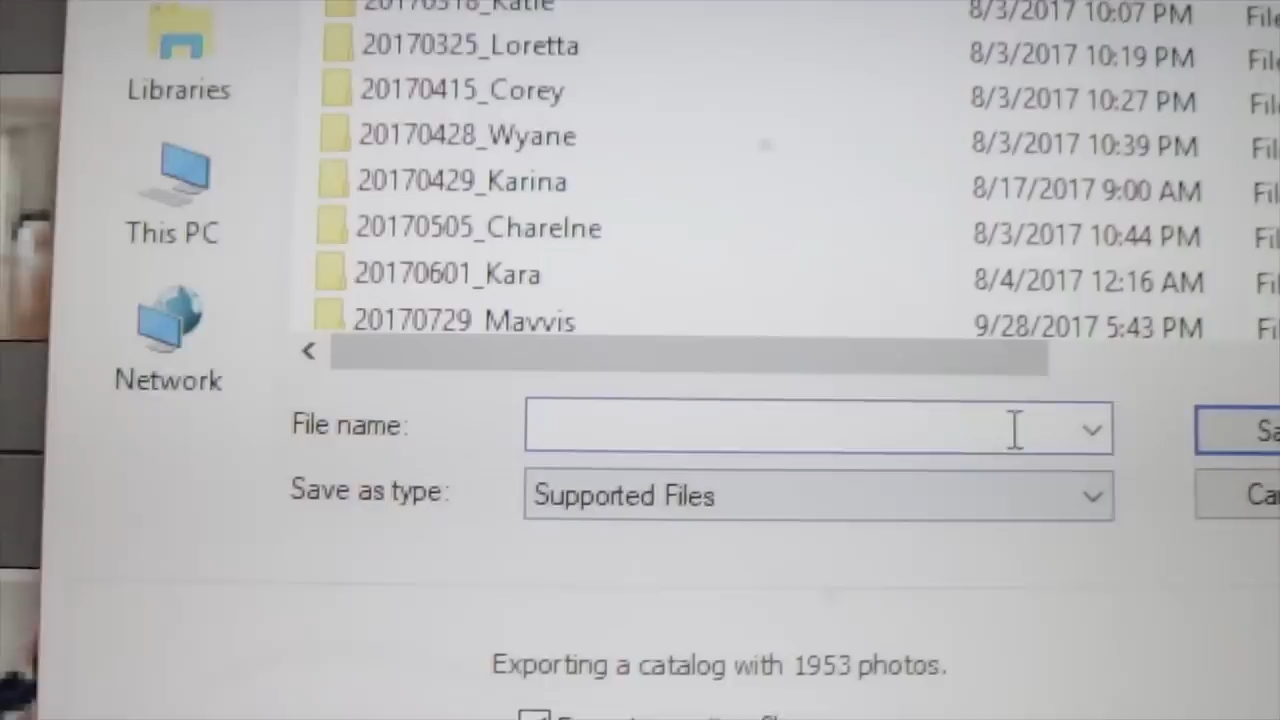 20170318_Katie 8/3/2017 10:07 PM
20170325_Loretta 8/3/2017 10:19 PM
20170415_Corey 8/3/2017 10:27 PM
20170428_Wyane 8/3/2017 10:39 PM
20170429_Karina 8/17/2017 9:00 AM
20170505_Charelne 8/3/2017 10:44 PM
20170601_Kara 8/4/2017 12:16 AM
20170729_Mavvis 9/28/2017 5:43 PM
Libraries
This PC
Network
File name:
Save as type: Supported Files
Exporting a catalog with 1953 photos.